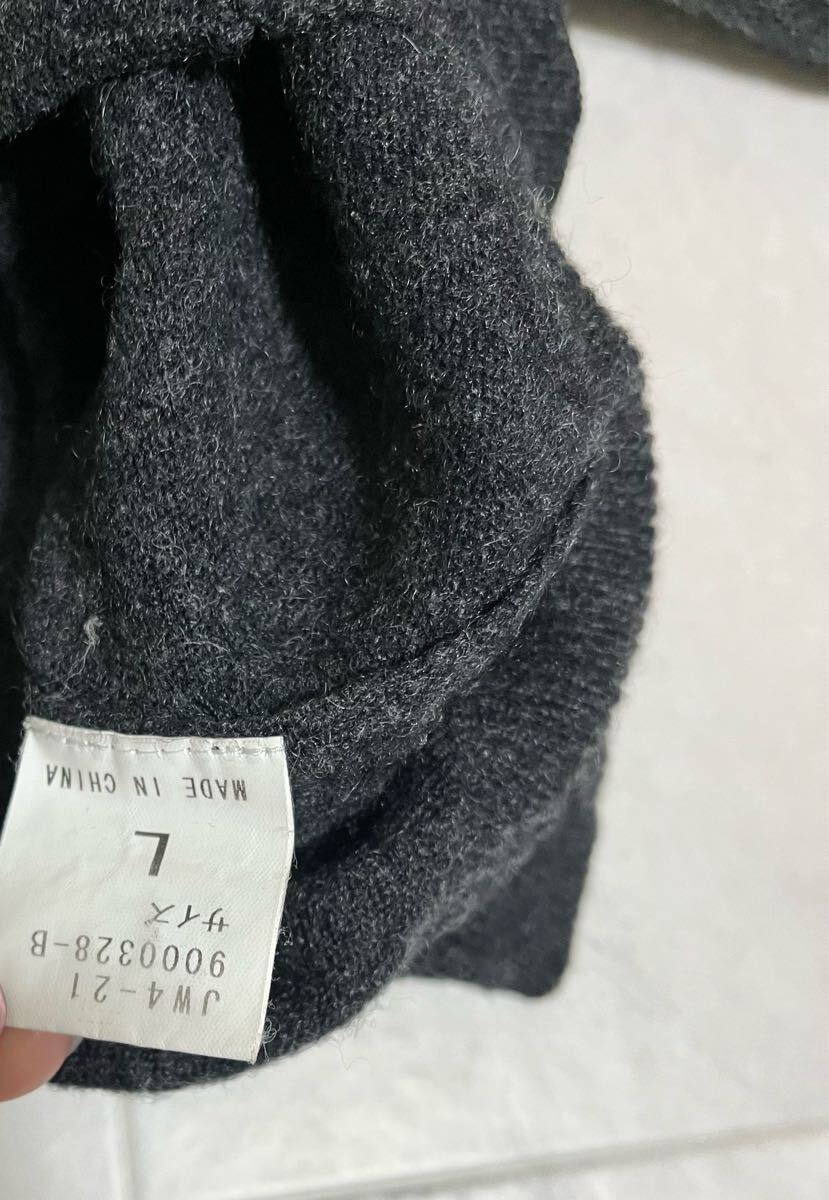 JW4-21
9000328-B
サイズ
L
MADE IN CHINA